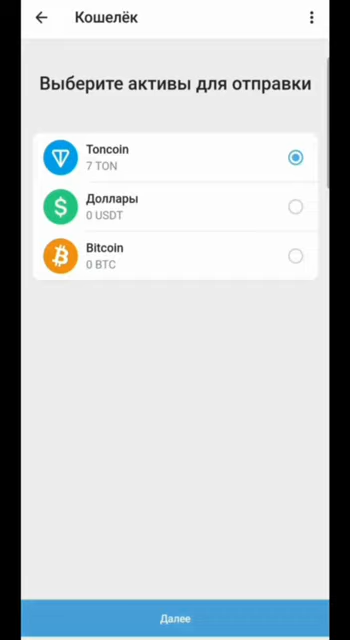 Кошелёк
Выберите активы для отправки
Toncoin
7 TON
Доллары
0 USDT
Bitcoin
0 BTC
Далее